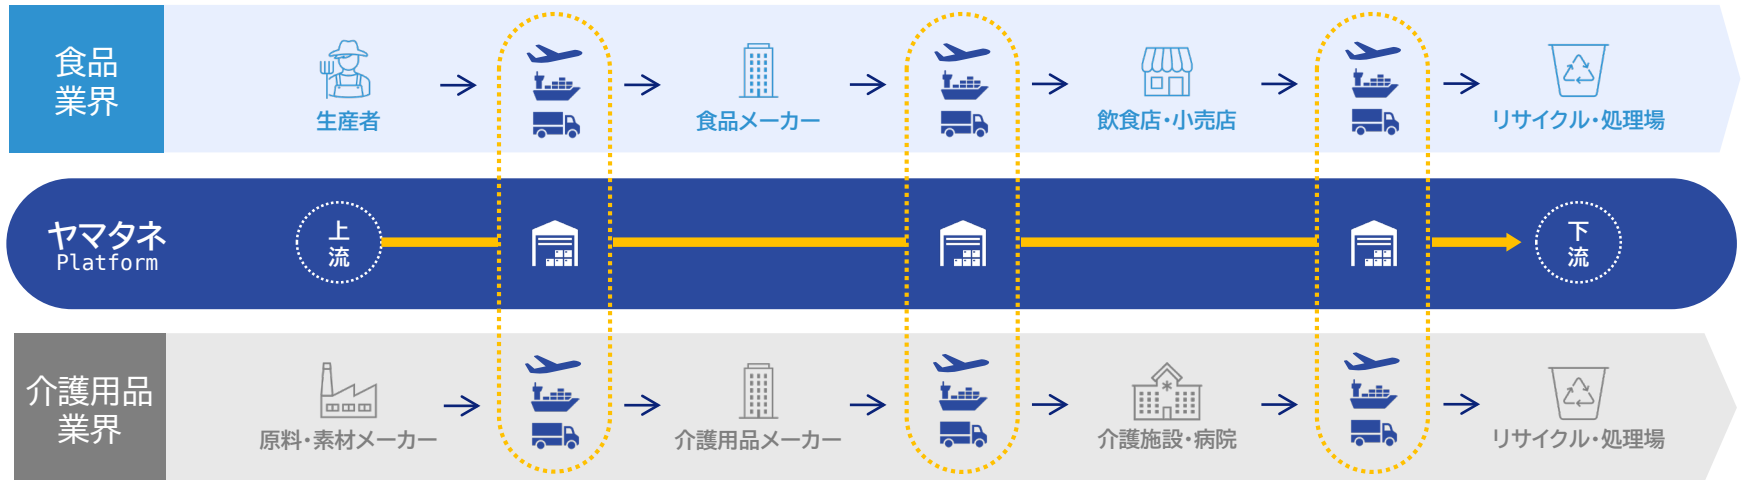 食品
業界
生産者
食品メーカー
飲食店・小売店
リサイクル・処理場
ヤマタネ
Platform
上
流
下
流
介護用品
業界
原料・素材メーカー
介護用品メーカー
介護施設・病院
リサイクル・処理場